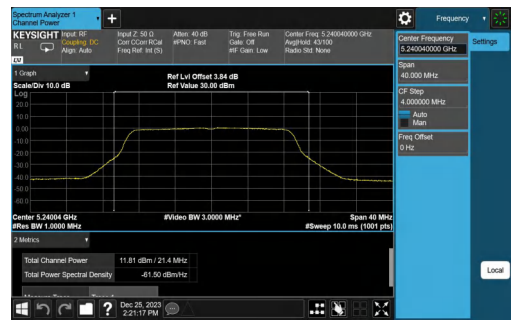 Spectrum Analyzer 1
Channel Power
+
Frequency
KEYSIGHT
RL
LV
Input: RF
Coupling: DC
Align: Auto
Input Z: 50 Ω
Corr CCorr RCal
Freq Ref: Int (S)
Atten: 40 dB
#PNO: Fast
Trig: Free Run
Gate: Off
#IF Gain: Low
Center Freq: 5.240040000 GHz
Avg|Hold: 43/100
Radio Std: None
Center Frequency
5.240040000 GHz
Settings
Span
40.000 MHz
CF Step
4.000000 MHz
Auto
Man
Freq Offset
0 Hz
Local
1 Graph
Scale/Div 10.0 dB
Ref Lvl Offset 3.84 dB
Ref Value 30.00 dBm
Log
20.0
10.0
0.00
-10.0
-20.0
-30.0
-40.0
-50.0
-60.0
Center 5.24004 GHz
#Video BW 3.0000 MHz*
Span 40 MHz
#Res BW 1.0000 MHz
#Sweep 10.0 ms (1001 pts)
2 Metrics
Total Channel Power
11.81 dBm / 21.4 MHz
Total Power Spectral Density
-61.50 dBm/Hz
?
Dec 25, 2023
2:21:17 PM